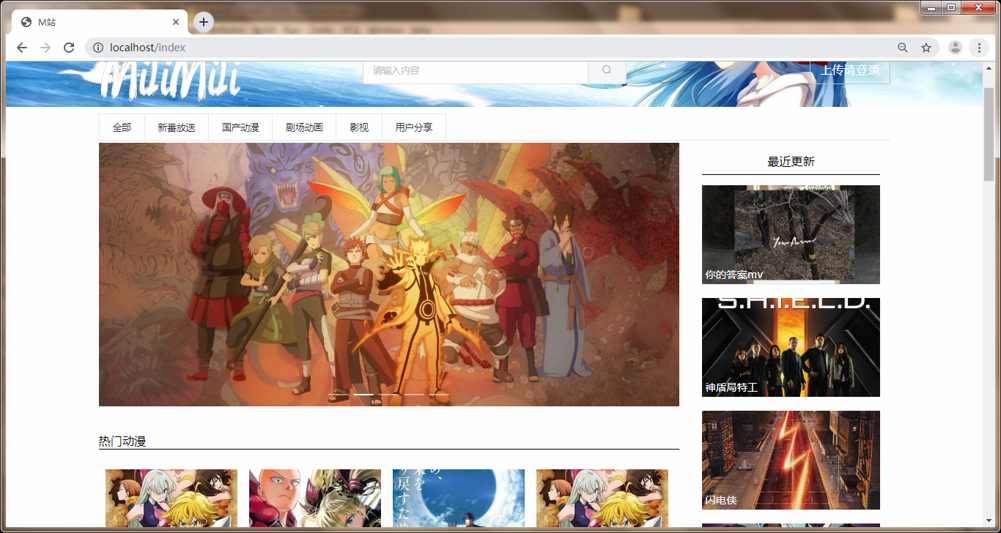 M站
localhost/index
MiliMili
请输入内容
上传请登录
全部
新番放送
国产动漫
剧场动画
影视
用户分享
最近更新
Your Answer
你的答案mv
S.H.I.E.L.D.
神盾局特工
闪电侠
热门动漫